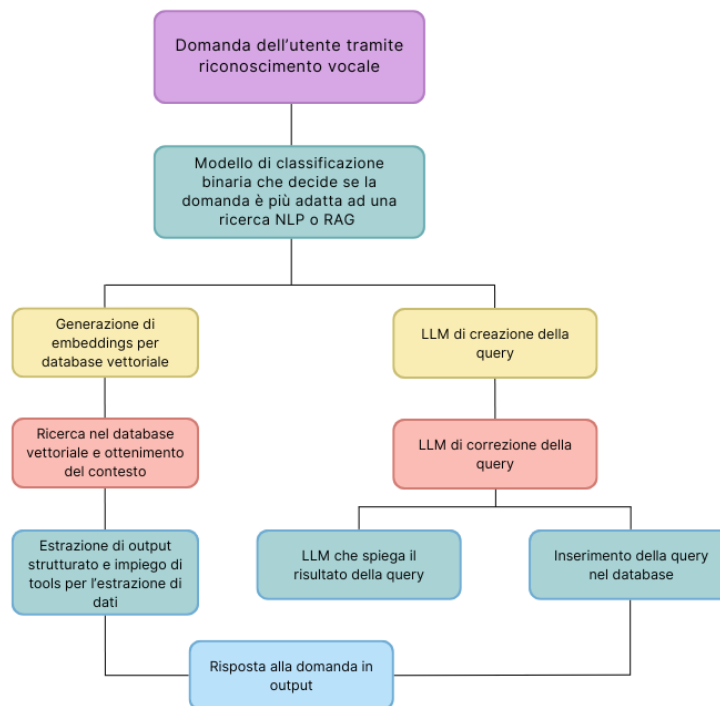 Domanda dell'utente tramite
riconoscimento vocale
Modello di classificazione
binaria che decide se la
domanda è più adatta ad una
ricerca NLP o RAG
Generazione di
embeddings per
database vettoriale
LLM di creazione della
query
Ricerca nel database
vettoriale e ottenimento
del contesto
LLM di correzione della
query
Estrazione di output
strutturato e impiego di
tools per l'estrazione di
dati
LLM che spiega il
risultato della query
Inserimento della query
nel database
Risposta alla domanda in
output